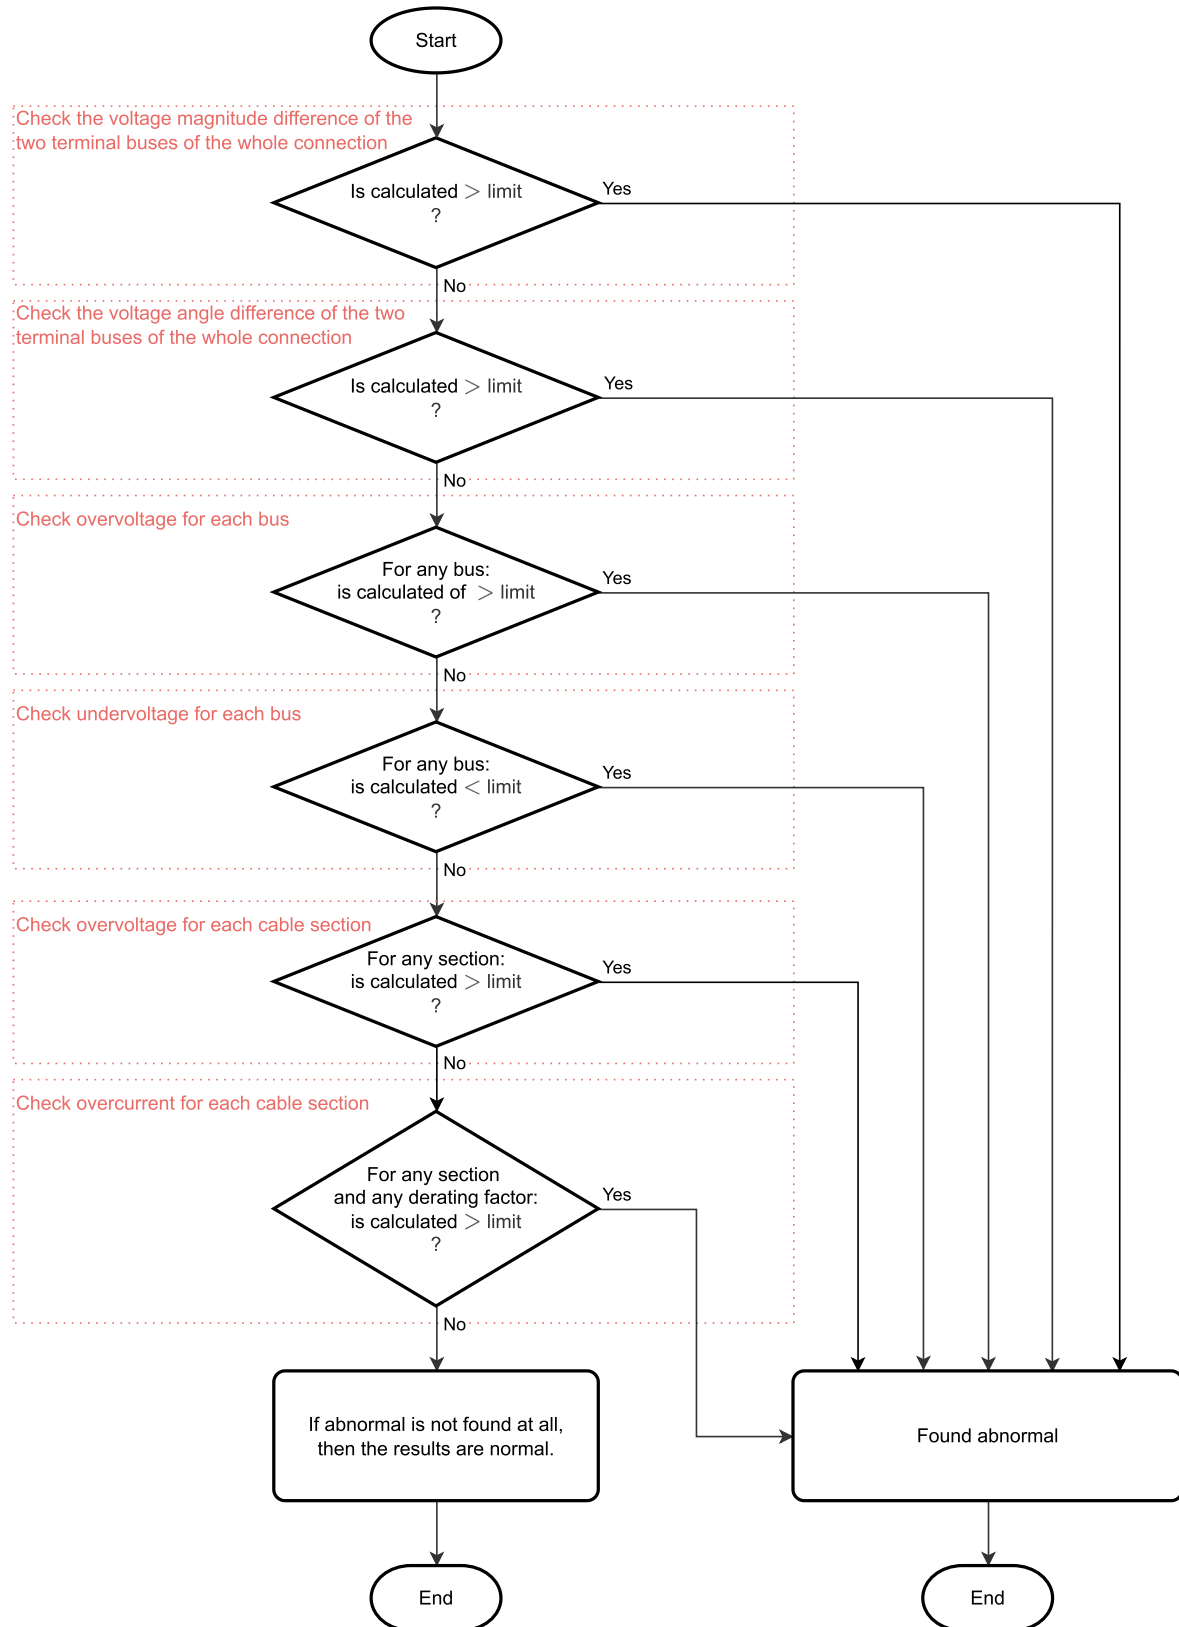 Start
Check the voltage magnitude difference of the
two terminal buses of the whole connection
Is calculated > limit
?
Yes
No
Check the voltage angle difference of the two
terminal buses of the whole connection
Is calculated > limit
?
Yes
No
Check overvoltage for each bus
For any bus:
is calculated of > limit
?
Yes
No
Check undervoltage for each bus
For any bus:
is calculated < limit
?
Yes
No
Check overvoltage for each cable section
For any section:
is calculated > limit
?
Yes
No
Check overcurrent for each cable section
For any section
and any derating factor:
is calculated > limit
?
Yes
No
If abnormal is not found at all,
then the results are normal.
Found abnormal
End
End